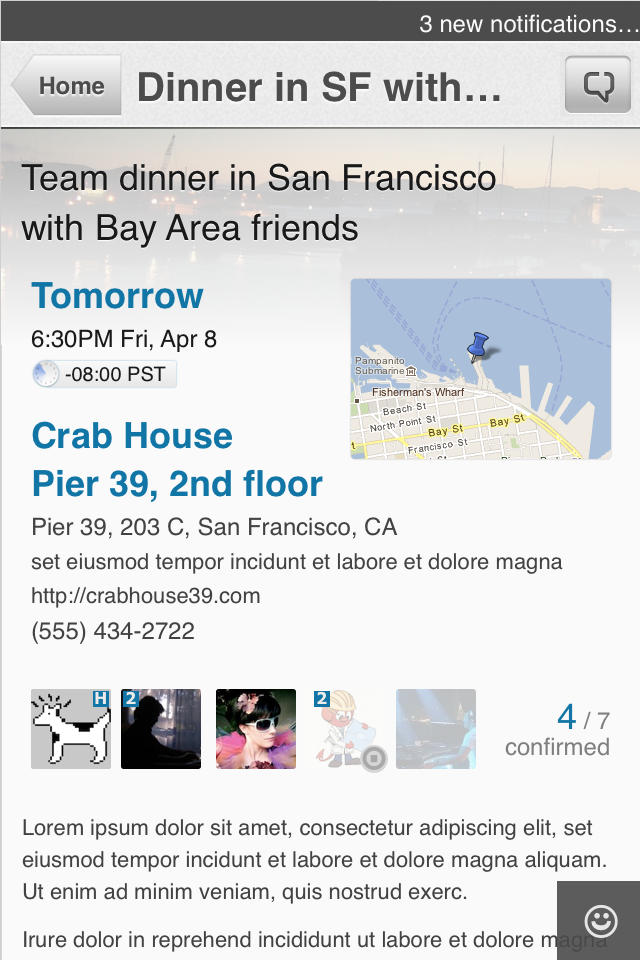 3 new notifications…
Home
Dinner in SF with…
Team dinner in San Francisco
with Bay Area friends
Tomorrow
6:30PM Fri, Apr 8
-08:00 PST
Pampanito
Submarine
Fisherman's Wharf
Beach St
North Point St
Bay St
Bay St
Francisco St
Crab House
Pier 39, 2nd floor
Pier 39, 203 C, San Francisco, CA
set eiusmod tempor incidunt et labore et dolore magna
http://crabhouse39.com
(555) 434-2722
H
2
2
4 / 7
confirmed
Lorem ipsum dolor sit amet, consectetur adipiscing elit, set
eiusmod tempor incidunt et labore et dolore magna aliquam.
Ut enim ad minim veniam, quis nostrud exerc.
Irure dolor in reprehend incididunt ut labore et dolore magna